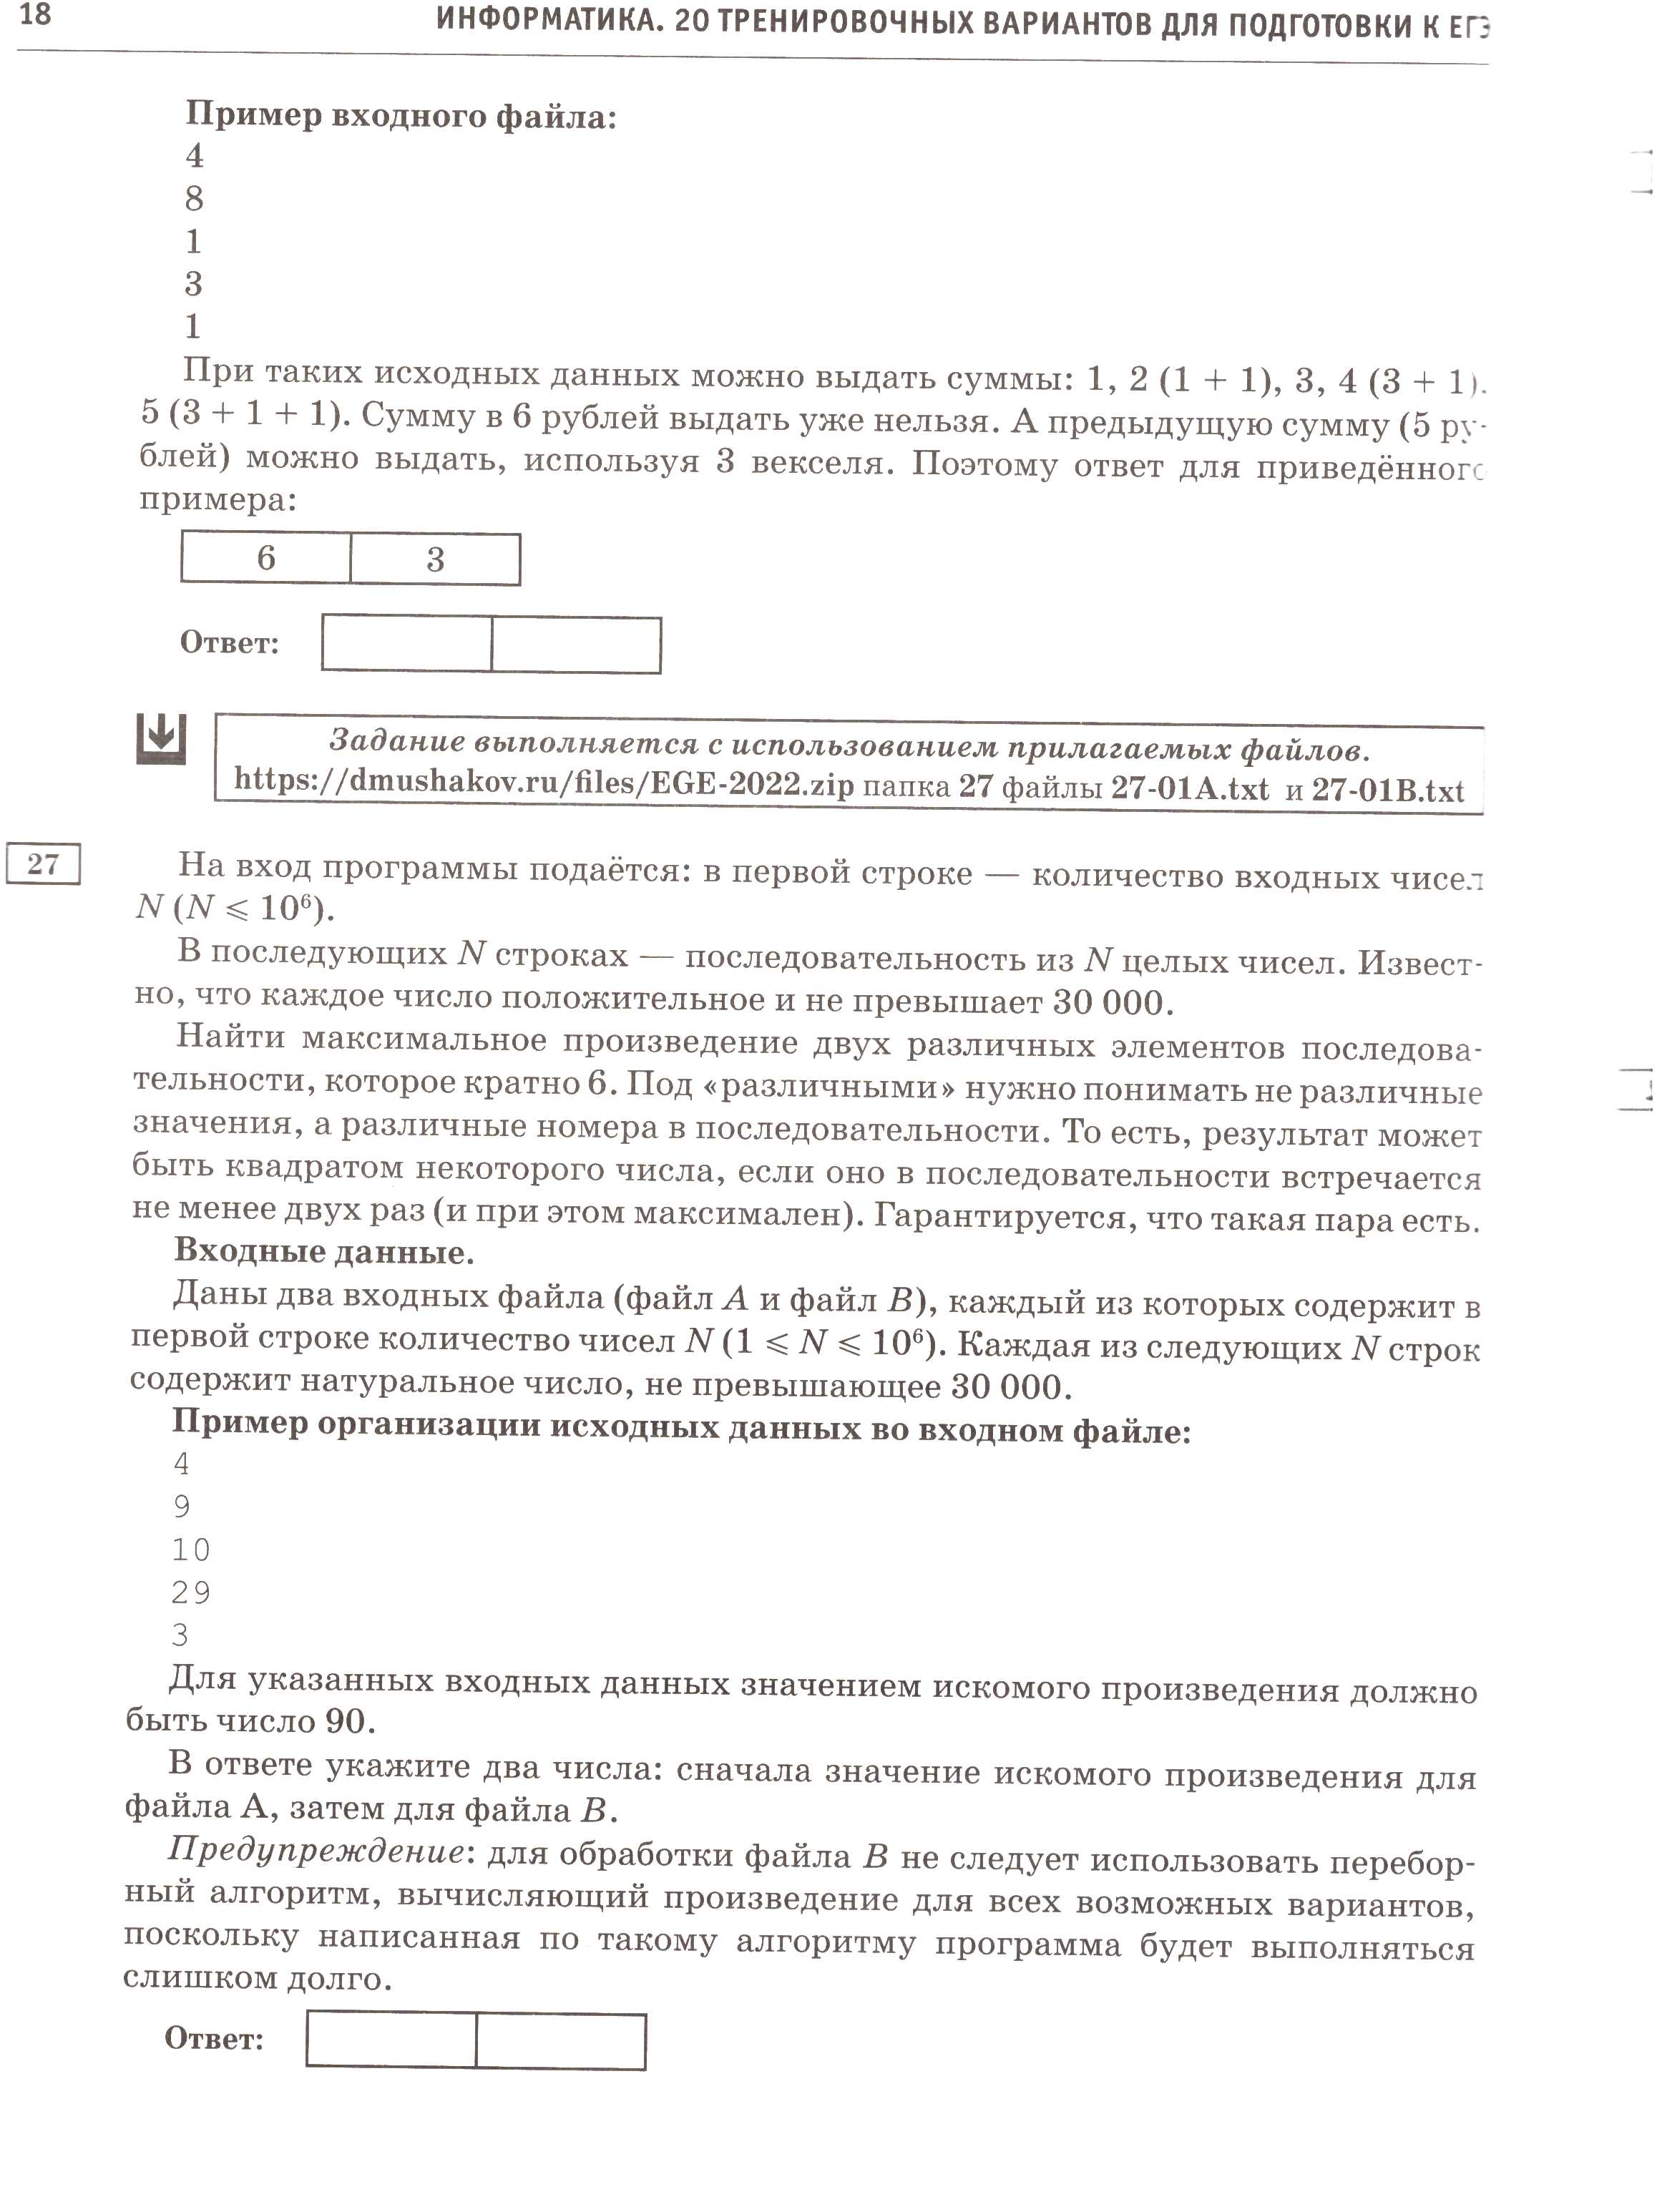 18
ИНФОРМАТИКА. 20 ТРЕНИРОВОЧНЫХ ВАРИАНТОВ ДЛЯ ПОДГОТОВКИ К ЕГЭ
Пример входного файла:
4
8
1
3
1
При таких исходных данных можно выдать суммы: 1, 2 (1 + 1), 3, 4 (3 + 1).
5 (3 + 1 + 1). Сумму в 6 рублей выдать уже нельзя. А предыдущую сумму (5 ру-
блей) можно выдать, используя 3 векселя. Поэтому ответ для приведённого
примера:
6 3
Ответ:
Задание выполняется с использованием прилагаемых файлов.
https://dmushakov.ru/files/EGE-2022.zip папка 27 файлы 27-01A.txt и 27-01B.txt
27
На вход программы подаётся: в первой строке — количество входных чисел
N (N ⩽ 10⁶).
В последующих N строках — последовательность из N целых чисел. Извест-
но, что каждое число положительное и не превышает 30 000.
Найти максимальное произведение двух различных элементов последова-
тельности, которое кратно 6. Под «различными» нужно понимать не различные
значения, а различные номера в последовательности. То есть, результат может
быть квадратом некоторого числа, если оно в последовательности встречается
не менее двух раз (и при этом максимален). Гарантируется, что такая пара есть.
Входные данные.
Даны два входных файла (файл A и файл B), каждый из которых содержит в
первой строке количество чисел N (1 ⩽ N ⩽ 10⁶). Каждая из следующих N строк
содержит натуральное число, не превышающее 30 000.
Пример организации исходных данных во входном файле:
4
9
10
29
3
Для указанных входных данных значением искомого произведения должно
быть число 90.
В ответе укажите два числа: сначала значение искомого произведения для
файла А, затем для файла B.
Предупреждение: для обработки файла B не следует использовать перебор-
ный алгоритм, вычисляющий произведение для всех возможных вариантов,
поскольку написанная по такому алгоритму программа будет выполняться
слишком долго.
Ответ: